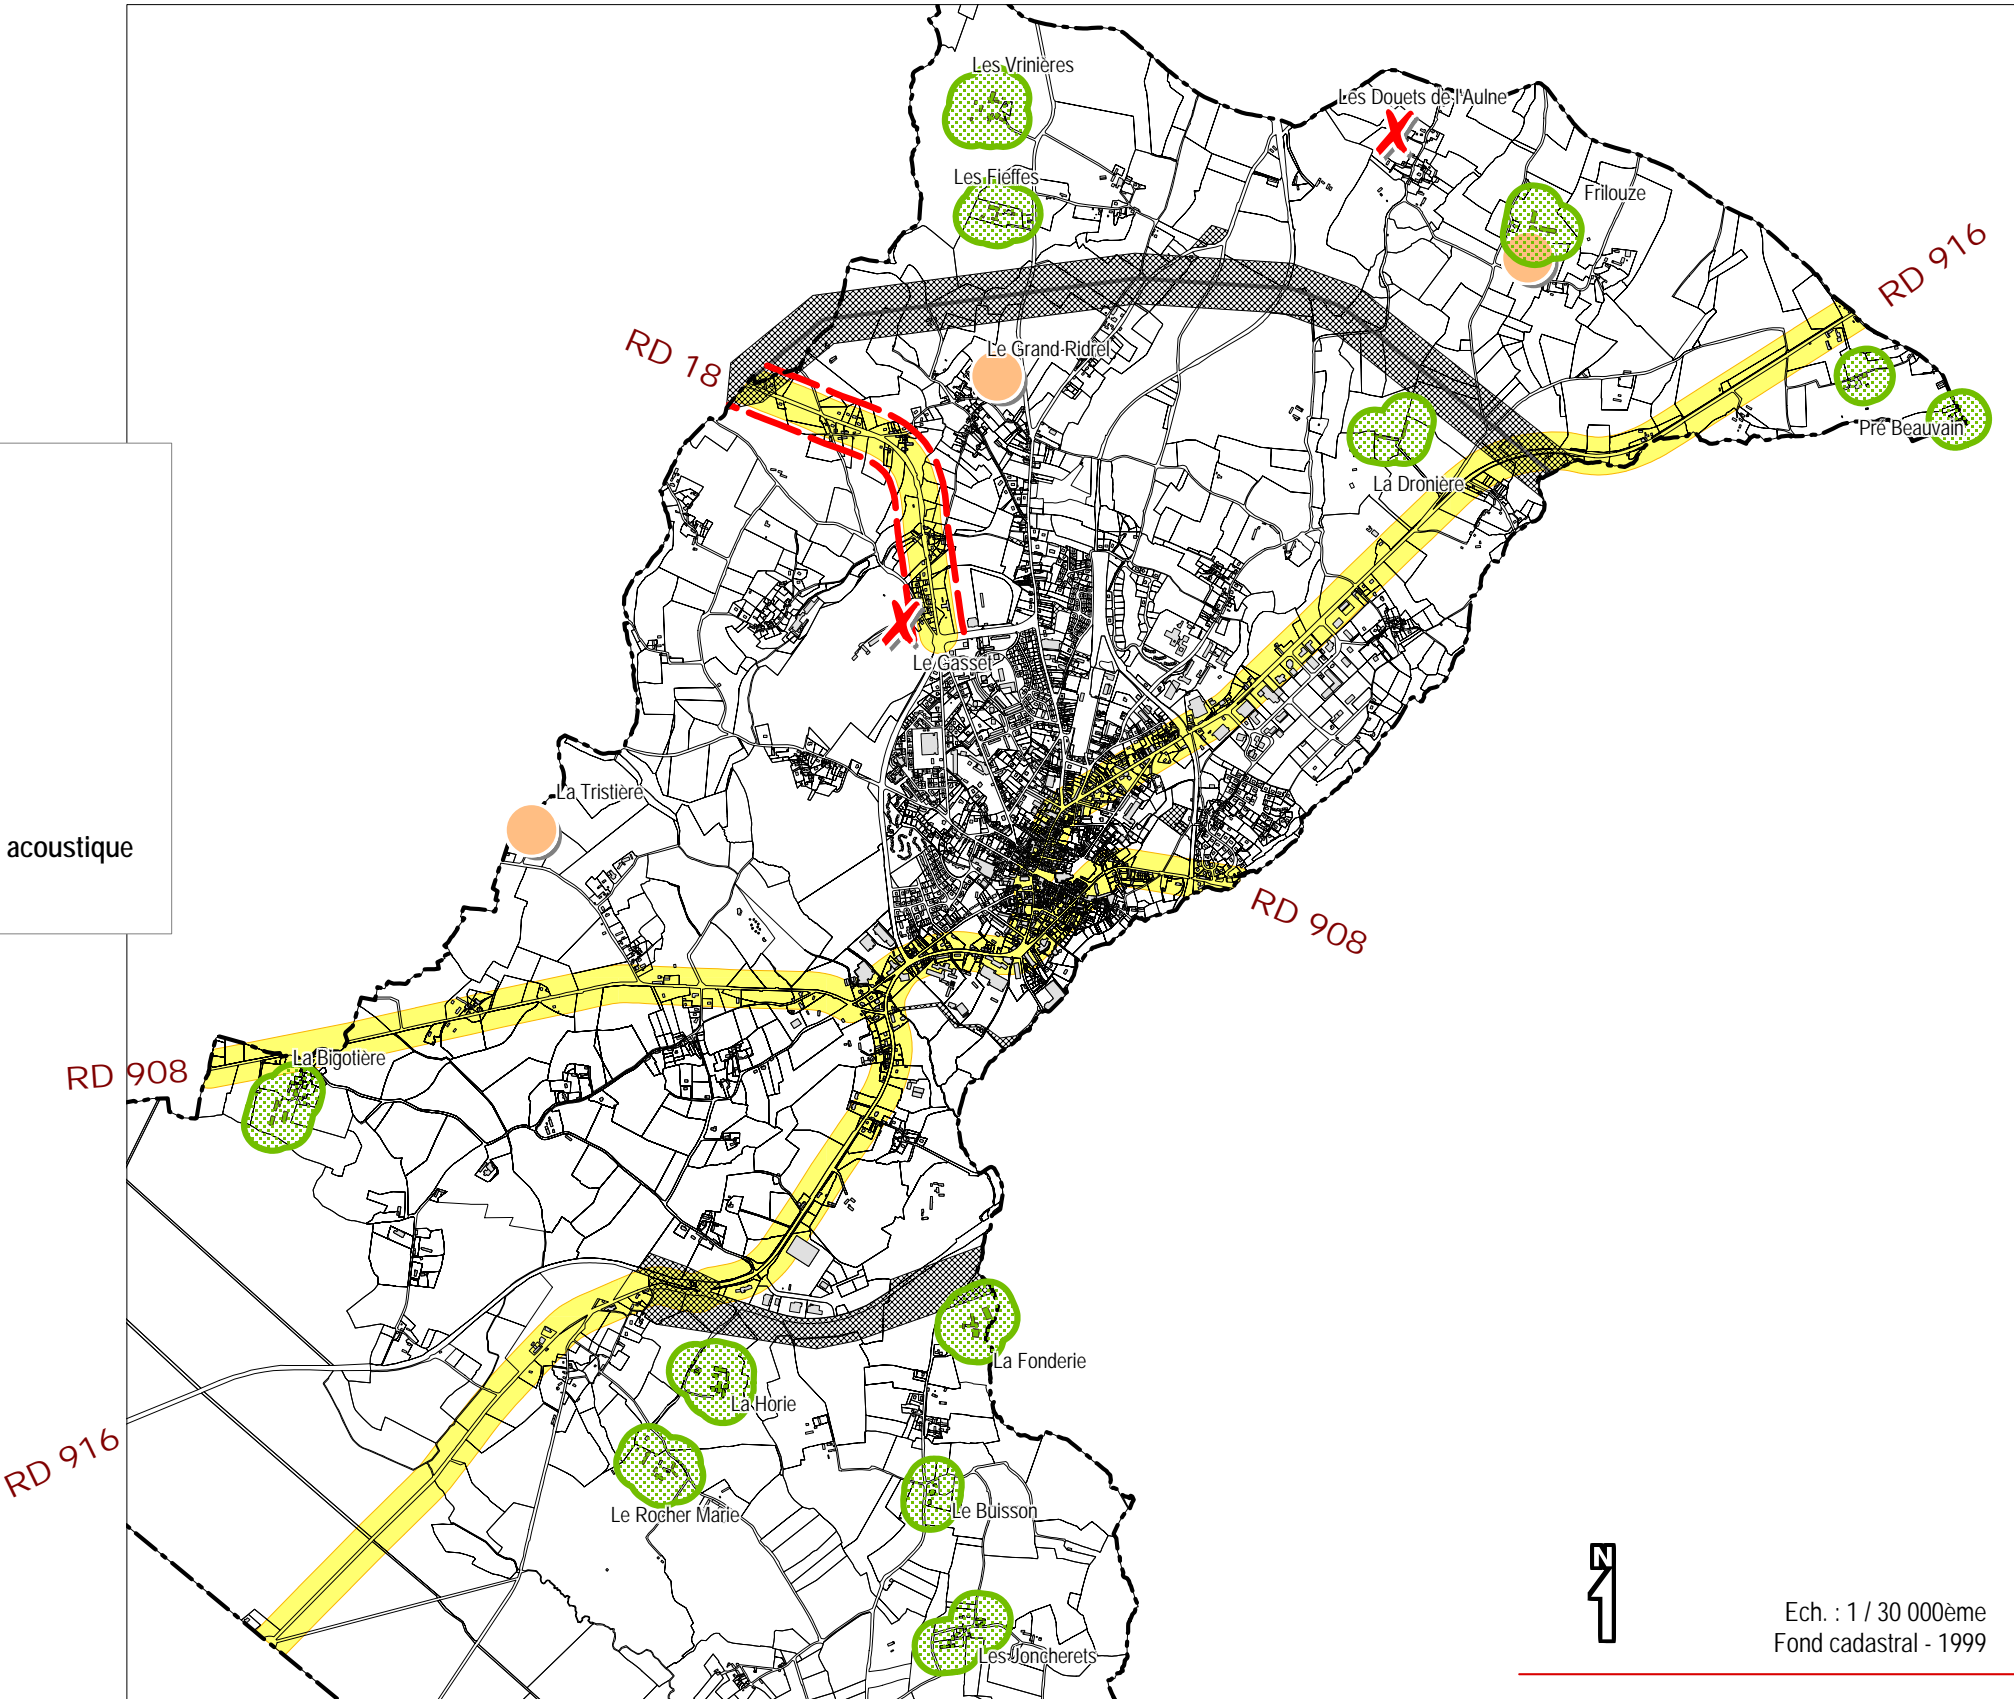 Les Vrinières
Les Douets de l'Aulne
Les Fiéffes
Frilouze
RD 916
RD 18
Le Grand-Ridrel
Pré Beauvain
La Dronière
Le Gasset
La Tristière
acoustique
RD 908
La Bigotière
RD 908
La Fonderie
La Horie
RD 916
Le Rocher Marie
Le Buisson
N
Ech. : 1 / 30 000ème
Fond cadastral - 1999
Les Joncherets